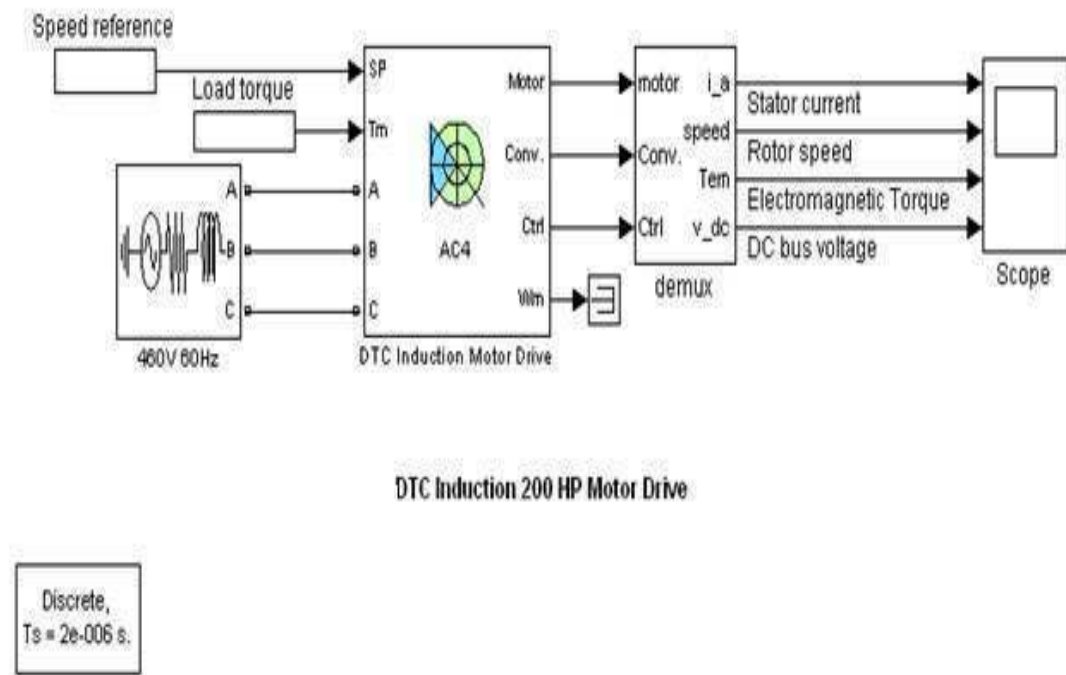 Speed reference
SP
Load torque
Tm
A
B
C
460V 60Hz
A
B
C
AC4
Motor
Conv.
Ctrl
Wm
DTC Induction Motor Drive
motor
Conv.
Ctrl
i_a
speed
Tem
v_dc
demux
Stator current
Rotor speed
Electromagnetic Torque
DC bus voltage
Scope
DTC Induction 200 HP Motor Drive
Discrete,
Ts = 2e-006 s.